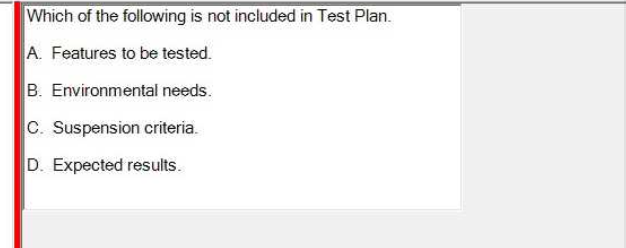 Which of the following is not included in Test Plan.
A. Features to be tested.
B. Environmental needs.
C. Suspension criteria.
D. Expected results.